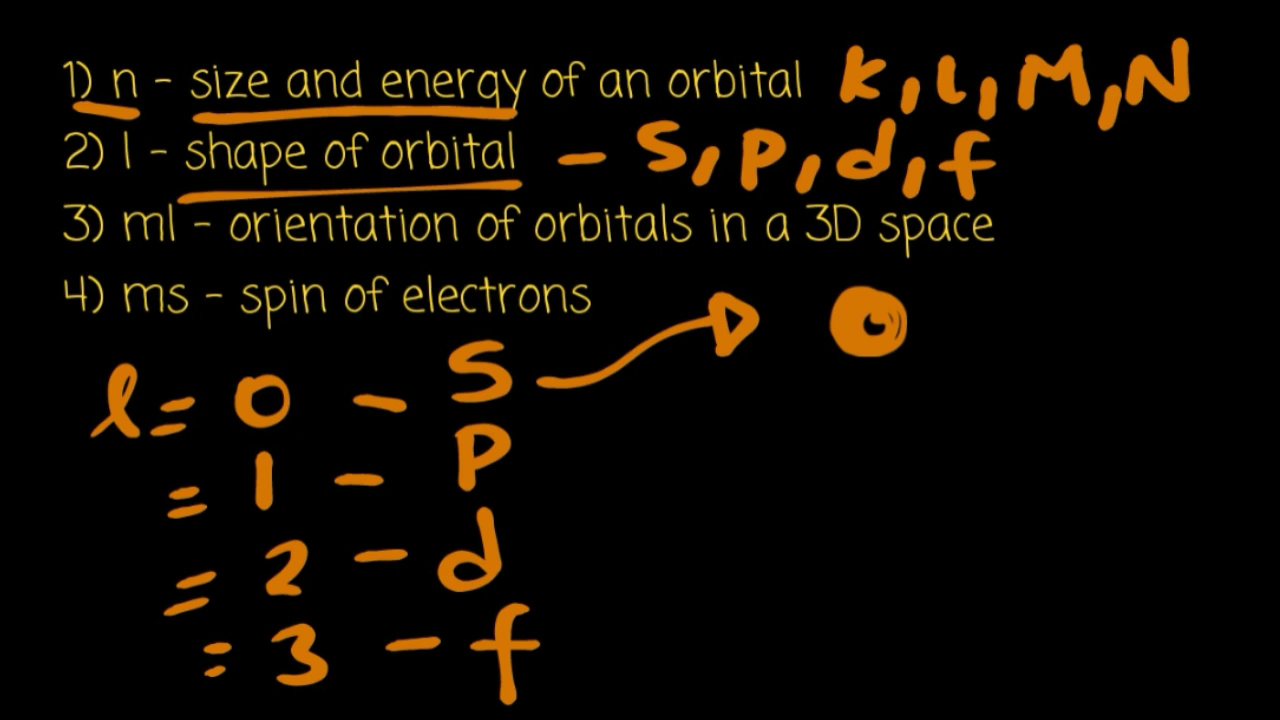 1) n - size and energy of an orbital K, L, M, N
2) l - shape of orbital - S, P, d, f
3) ml - orientation of orbitals in a 3D space
4) ms - spin of electrons
l = 0 - S
= 1 - P
= 2 - d
= 3 - f